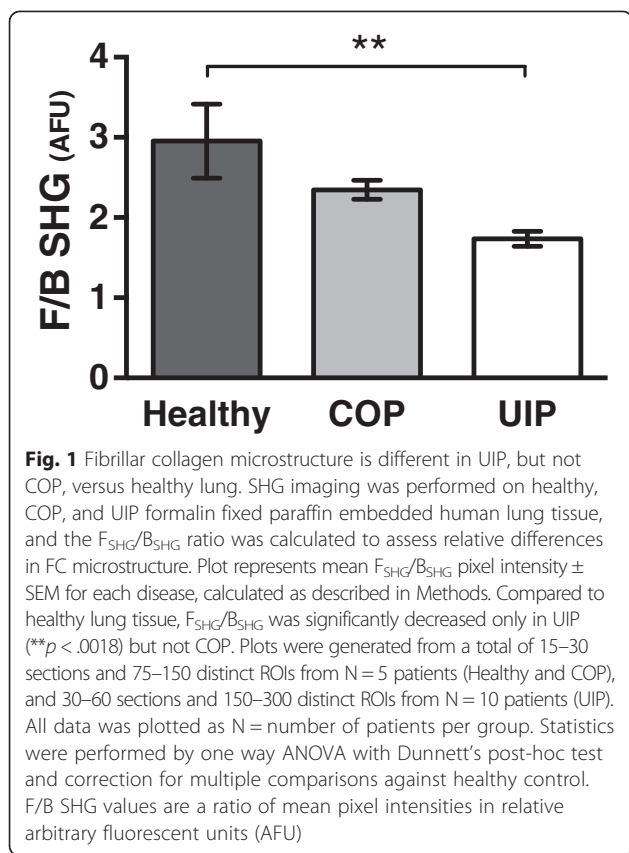 **
4
3
2
1
0
F/B SHG (AFU)
Healthy COP UIP
Fig. 1 Fibrillar collagen microstructure is different in UIP, but not
COP, versus healthy lung. SHG imaging was performed on healthy,
COP, and UIP formalin fixed paraffin embedded human lung tissue,
and the FSHG/BSHG ratio was calculated to assess relative differences
in FC microstructure. Plot represents mean FSHG/BSHG pixel intensity ±
SEM for each disease, calculated as described in Methods. Compared to
healthy lung tissue, FSHG/BSHG was significantly decreased only in UIP
(**p < .0018) but not COP. Plots were generated from a total of 15–30
sections and 75–150 distinct ROIs from N = 5 patients (Healthy and COP),
and 30–60 sections and 150–300 distinct ROIs from N = 10 patients (UIP).
All data was plotted as N = number of patients per group. Statistics
were performed by one way ANOVA with Dunnett's post-hoc test
and correction for multiple comparisons against healthy control.
F/B SHG values are a ratio of mean pixel intensities in relative
arbitrary fluorescent units (AFU)